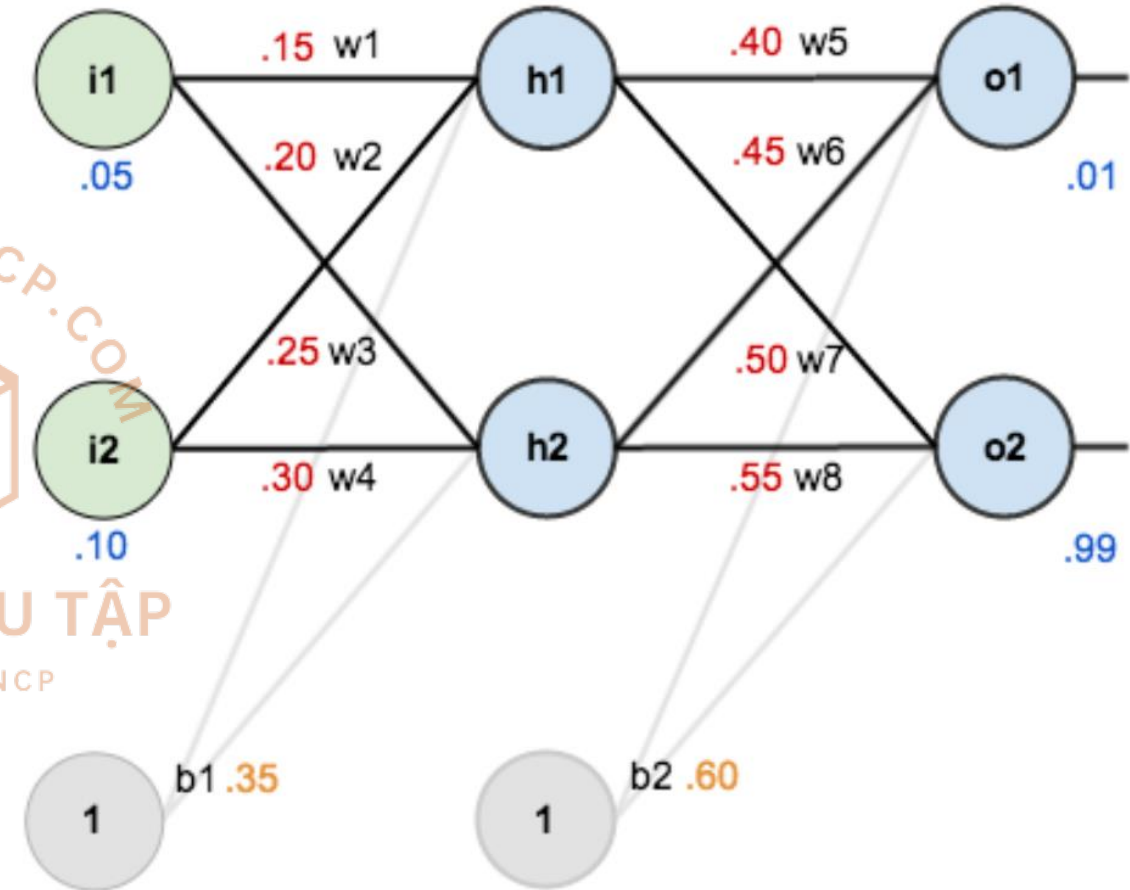 i1
.15 w1
h1
.40 w5
o1
.05
.20 w2
.45 w6
.01
CP.COM
.25 w3
.50 w7
i2
.30 w4
h2
.55 w8
o2
.10
.99
U TẬP
NCP
b1 .35
b2 .60
1
1